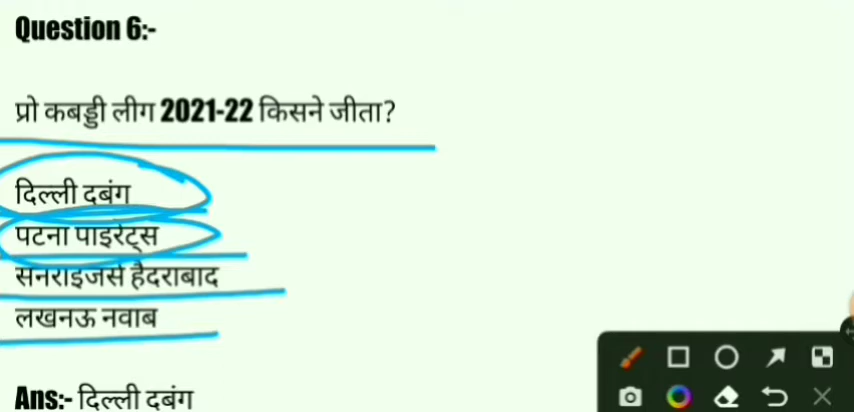 Question 6:-
प्रो कबड्डी लीग 2021-22 किसने जीता?
दिल्ली दबंग
पटना पाइरेट्स
सनराइजर्स हैदराबाद
लखनऊ नवाब
Ans:- दिल्ली दबंग